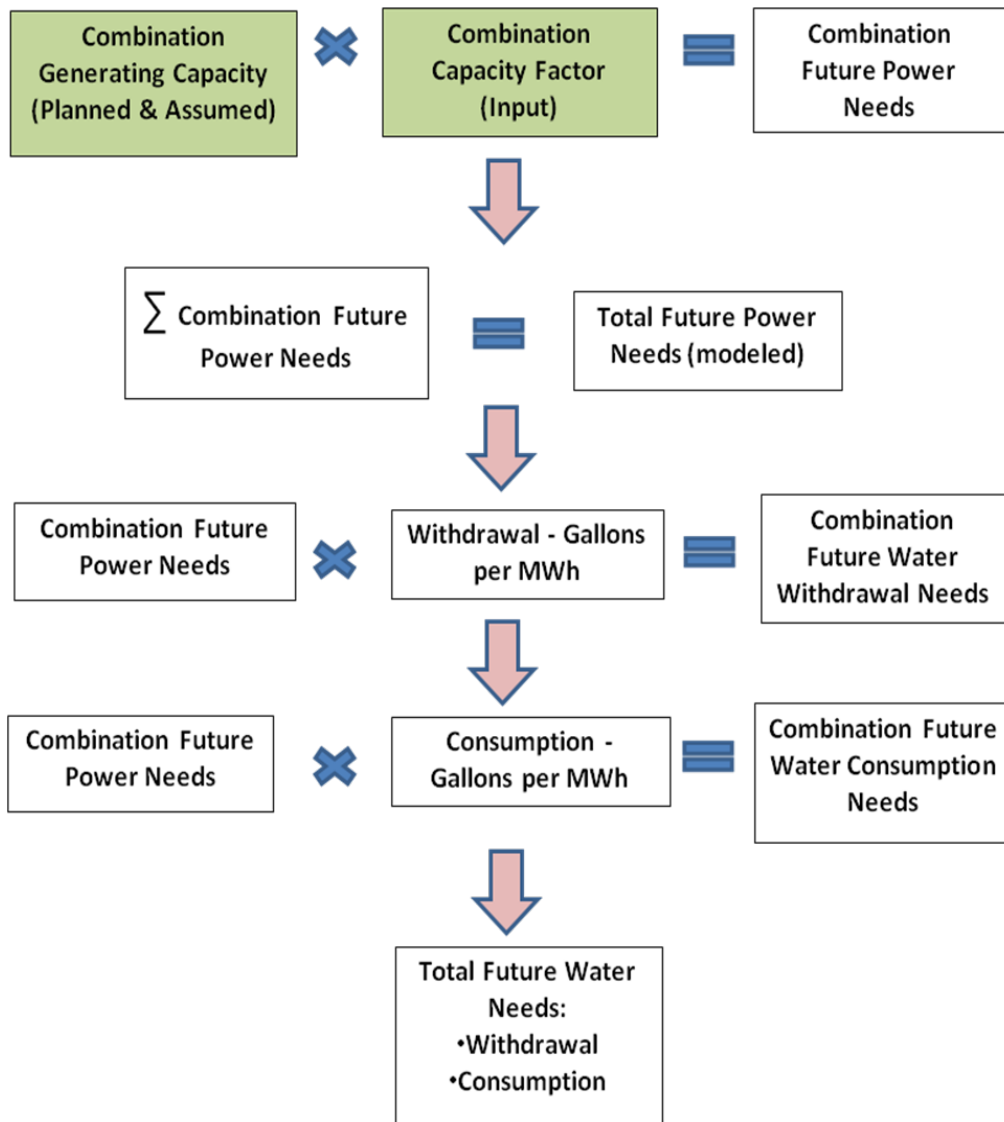 Combination
Generating Capacity
(Planned & Assumed)
Combination
Capacity Factor
(Input)
Combination
Future Power
Needs
∑ Combination Future
Power Needs
Total Future Power
Needs (modeled)
Combination Future
Power Needs
Withdrawal - Gallons
per MWh
Combination
Future Water
Withdrawal Needs
Combination Future
Power Needs
Consumption -
Gallons per MWh
Combination Future
Water Consumption
Needs
Total Future Water
Needs:
•Withdrawal
•Consumption